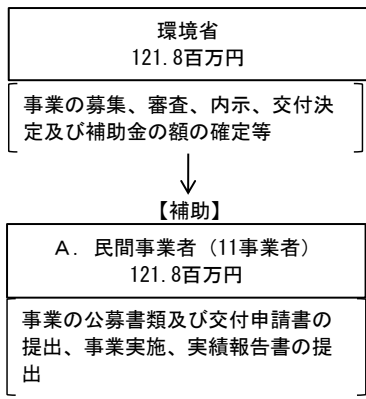 環境省
121.8百万円
事業の募集、審査、内示、交付決
定及び補助金の額の確定等
【補助】
A. 民間事業者（11事業者）
121.8百万円
事業の公募書類及び交付申請書の
提出、事業実施、実績報告書の提
出